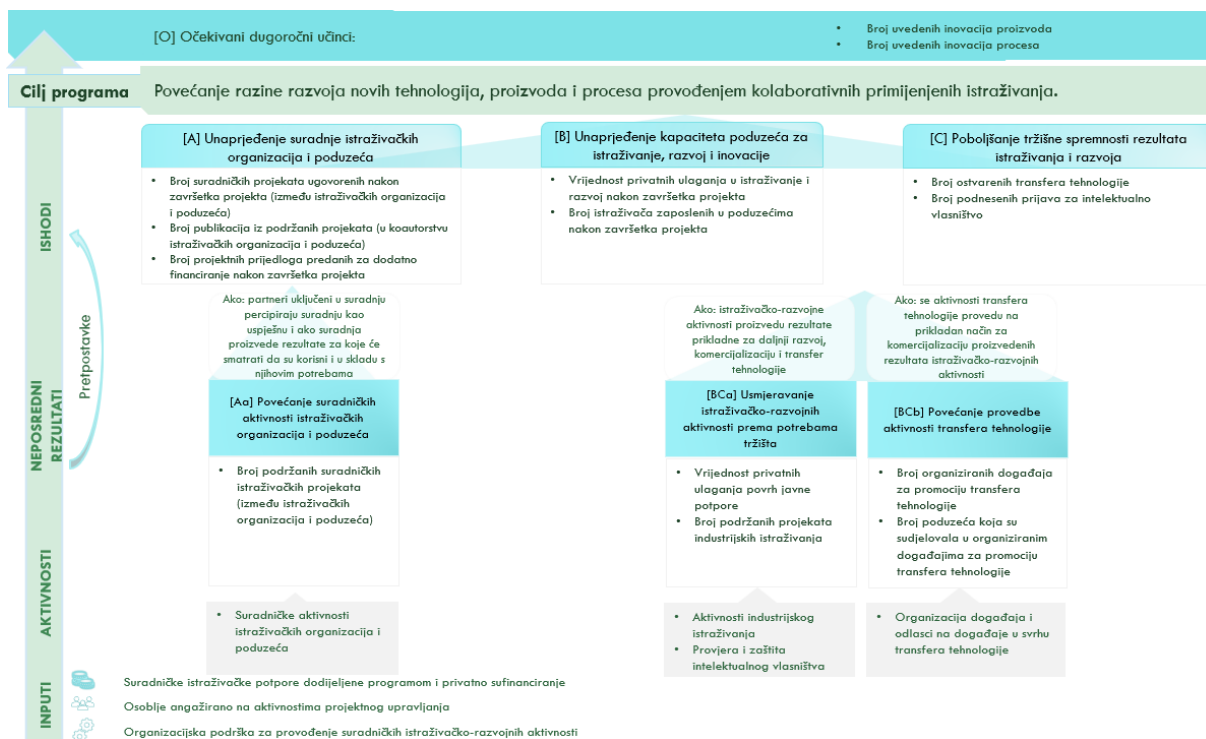 [O] Očekivani dugoročni učinci:
• Broj uvedenih inovacija proizvoda
• Broj uvedenih inovacija procesa
Cilj programa
Povećanje razine razvoja novih tehnologija, proizvoda i procesa provođenjem kolaborativnih primijenjenih istraživanja.
ISHODI
[A] Unaprjeđenje suradnje istraživačkih
organizacija i poduzeća
• Broj suradničkih projekata ugovorenih nakon
završetka projekta (između istraživačkih organizacija
i poduzeća)
• Broj publikacija iz podržanih projekata (u koautorstvu
istraživačkih organizacija i poduzeća)
• Broj projektnih prijedloga predanih za dodatno
financiranje nakon završetka projekta
[B] Unaprjeđenje kapaciteta poduzeća za
istraživanje, razvoj i inovacije
• Vrijednost privatnih ulaganja u istraživanje i
razvoj nakon završetka projekta
• Broj istraživača zaposlenih u poduzećima
nakon završetka projekta
[C] Poboljšanje tržišne spremnosti rezultata
istraživanja i razvoja
• Broj ostvarenih transfera tehnologije
• Broj podnesenih prijava za intelektualno
vlasništvo
Pretpostavke
Ako: partneri uključeni u suradnju
percipiraju suradnju kao
uspješnu i ako suradnja
proizvede rezultate za koje će
smatrati da su korisni i u skladu s
njihovim potrebama
Ako: istraživačko-razvojne
aktivnosti proizvedu rezultate
prikladne za daljnji razvoj,
komercijalizaciju i transfer
tehnologije
Ako: se aktivnosti transfera
tehnologije provedu na
prikladan način za
komercijalizaciju proizvedenih
rezultata istraživačko-razvojnih
aktivnosti
NEPOSREDNI
REZULTATI
[Aa] Povećanje suradničkih
aktivnosti istraživačkih
organizacija i poduzeća
• Broj podržanih suradničkih
istraživačkih projekata
(između istraživačkih
organizacija i poduzeća)
[BCa] Usmjeravanje
istraživačko-razvojnih
aktivnosti prema potrebama
tržišta
• Vrijednost privatnih
ulaganja povrh javne
potpore
• Broj podržanih projekata
industrijskih istraživanja
[BCb] Povećanje provedbe
aktivnosti transfera tehnologije
• Broj organiziranih događaja
za promociju transfera
tehnologije
• Broj poduzeća koja su
sudjelovala u organiziranim
događajima za promociju
transfera tehnologije
AKTIVNOSTI
• Suradničke aktivnosti
istraživačkih organizacija i
poduzeća
• Aktivnosti industrijskog
istraživanja
• Provjera i zaštita
intelektualnog vlasništva
• Organizacija događaja i
odlasci na događaje u svrhu
transfera tehnologije
INPUTI
Suradničke istraživačke potpore dodijeljene programom i privatno sufinanciranje
Osoblje angažirano na aktivnostima projektnog upravljanja
Organizacijska podrška za provođenje suradničkih istraživačko-razvojnih aktivnosti